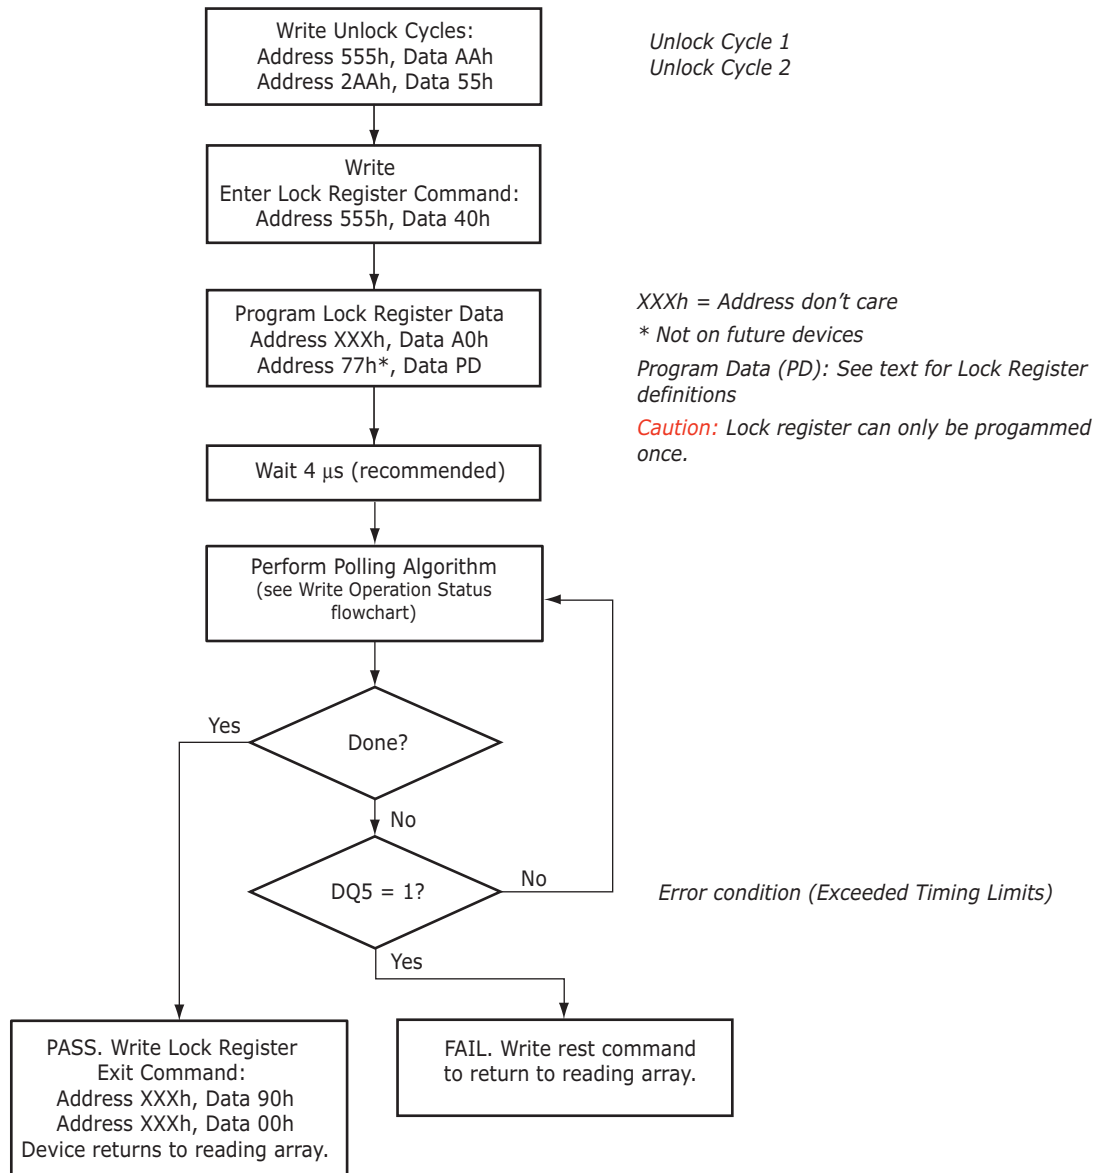 Write Unlock Cycles:
Address 555h, Data AAh
Address 2AAh, Data 55h
Unlock Cycle 1
Unlock Cycle 2
Write
Enter Lock Register Command:
Address 555h, Data 40h
Program Lock Register Data
Address XXXh, Data A0h
Address 77h*, Data PD
XXXh = Address don't care
* Not on future devices
Program Data (PD): See text for Lock Register
definitions
Caution: Lock register can only be progammed
once.
Wait 4 μs (recommended)
Perform Polling Algorithm
(see Write Operation Status
flowchart)
Yes
Done?
No
DQ5 = 1?
No
Error condition (Exceeded Timing Limits)
Yes
PASS. Write Lock Register
Exit Command:
Address XXXh, Data 90h
Address XXXh, Data 00h
Device returns to reading array.
FAIL. Write rest command
to return to reading array.